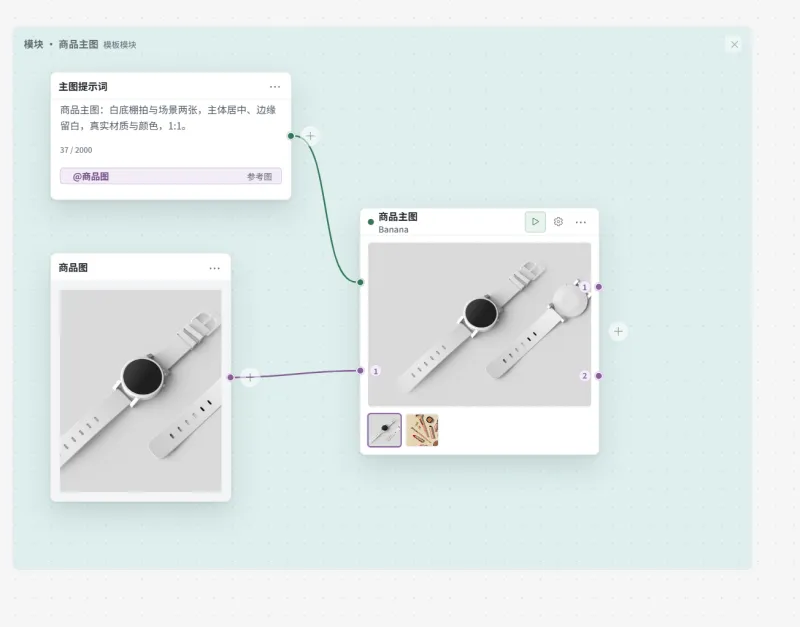 模块 · 商品主图 模板模块
主图提示词
商品主图：白底棚拍与场景两张，主体居中、边缘
留白，真实材质与颜色，1:1。
37 / 2000
@商品图 参考图
商品主图
Banana
商品图
1
1
2